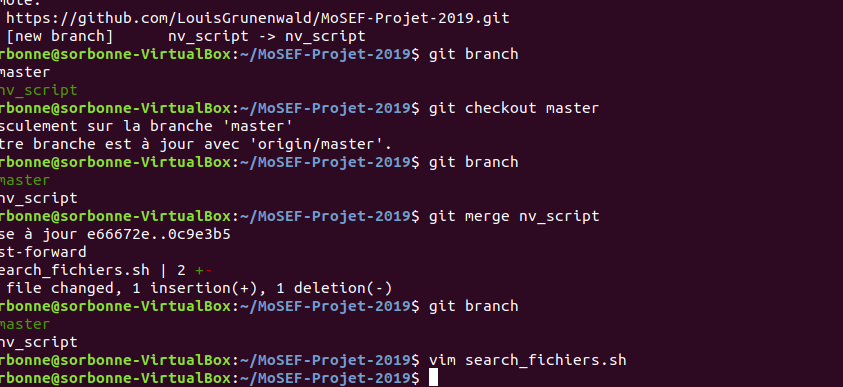 mote:
https://github.com/LouisGrunenwald/MoSEF-Projet-2019.git
[new branch]      nv_script -> nv_script
rbonne@sorbonne-VirtualBox:~/MoSEF-Projet-2019$ git branch
master
nv_script
rbonne@sorbonne-VirtualBox:~/MoSEF-Projet-2019$ git checkout master
sculement sur la branche 'master'
tre branche est à jour avec 'origin/master'.
rbonne@sorbonne-VirtualBox:~/MoSEF-Projet-2019$ git branch
master
nv_script
rbonne@sorbonne-VirtualBox:~/MoSEF-Projet-2019$ git merge nv_script
se à jour e66672e..0c9e3b5
st-forward
earch_fichiers.sh | 2 +-
file changed, 1 insertion(+), 1 deletion(-)
rbonne@sorbonne-VirtualBox:~/MoSEF-Projet-2019$ git branch
master
nv_script
rbonne@sorbonne-VirtualBox:~/MoSEF-Projet-2019$ vim search_fichiers.sh
rbonne@sorbonne-VirtualBox:~/MoSEF-Projet-2019$